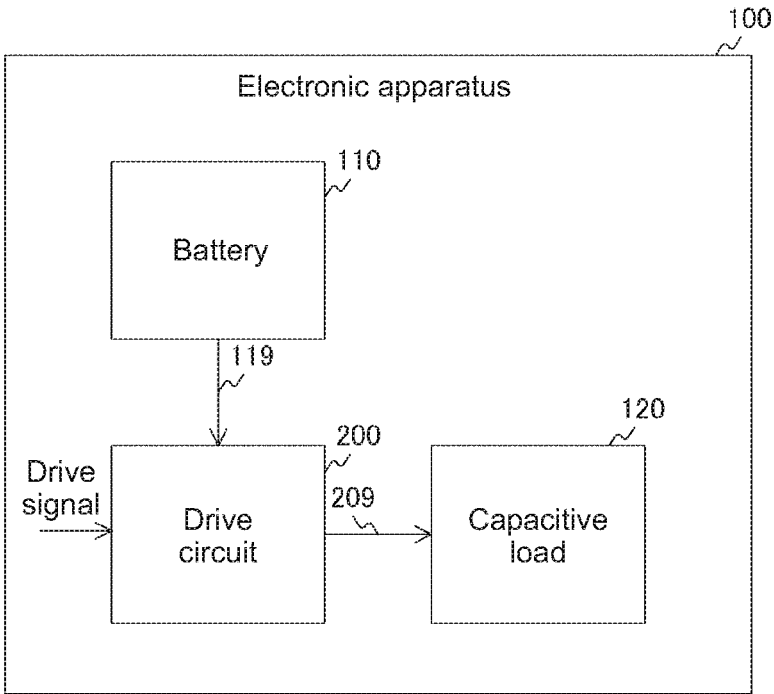 100
Electronic apparatus
110
Battery
119
200
120
Drive
signal
209
Drive
circuit
Capacitive
load